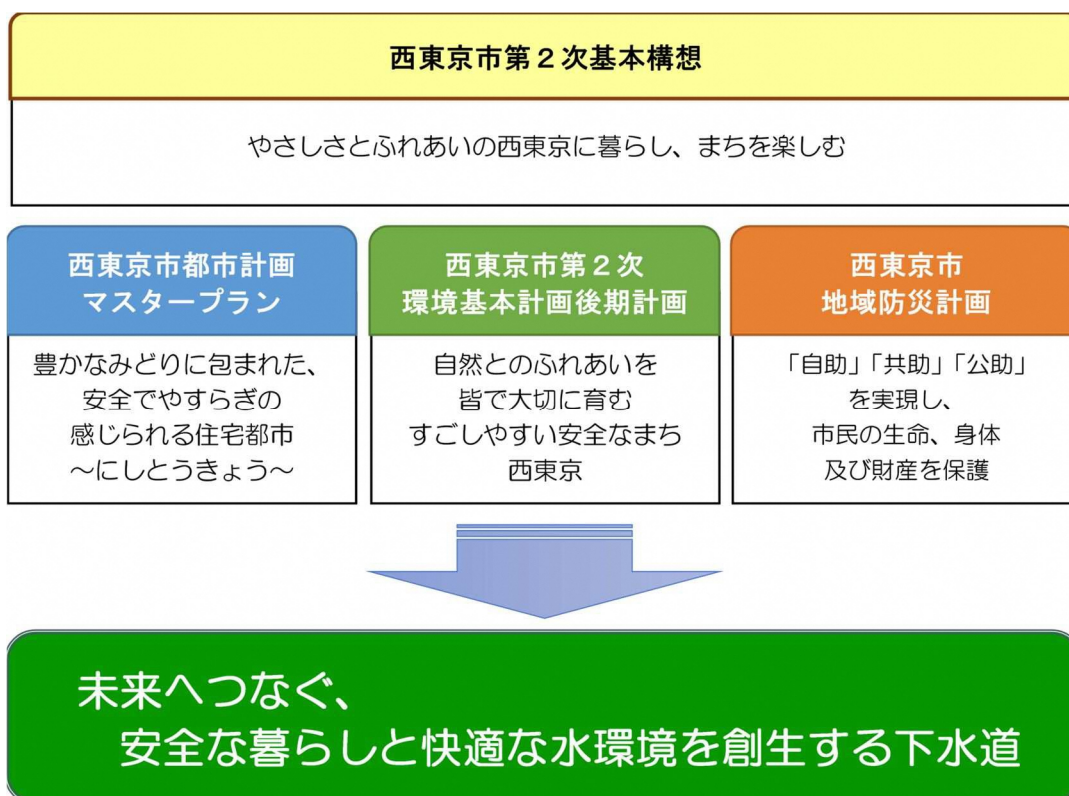 西東京市第２次基本構想
やさしさとふれあいの西東京に暮らし、まちを楽しむ
西東京市都市計画
マスタープラン
豊かなみどりに包まれた、
安全でやすらぎの
感じられる住宅都市
～にしとうきょう～
西東京市第２次
環境基本計画後期計画
自然とのふれあいを
皆で大切に育む
すごしやすい安全なまち
西東京
西東京市
地域防災計画
「自助」「共助」「公助」
を実現し、
市民の生命、身体
及び財産を保護
未来へつなぐ、
安全な暮らしと快適な水環境を創生する下水道